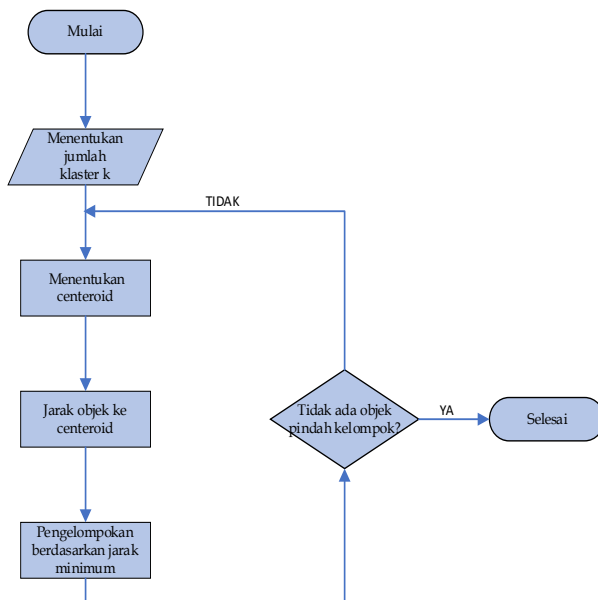 Mulai
Menentukan
jumlah
klaster k
TIDAK
Menentukan
centeroid
Jarak objek ke
centeroid
Pengelompokan
berdasarkan jarak
minimum
Tidak ada objek
pindah kelompok?
YA
Selesai